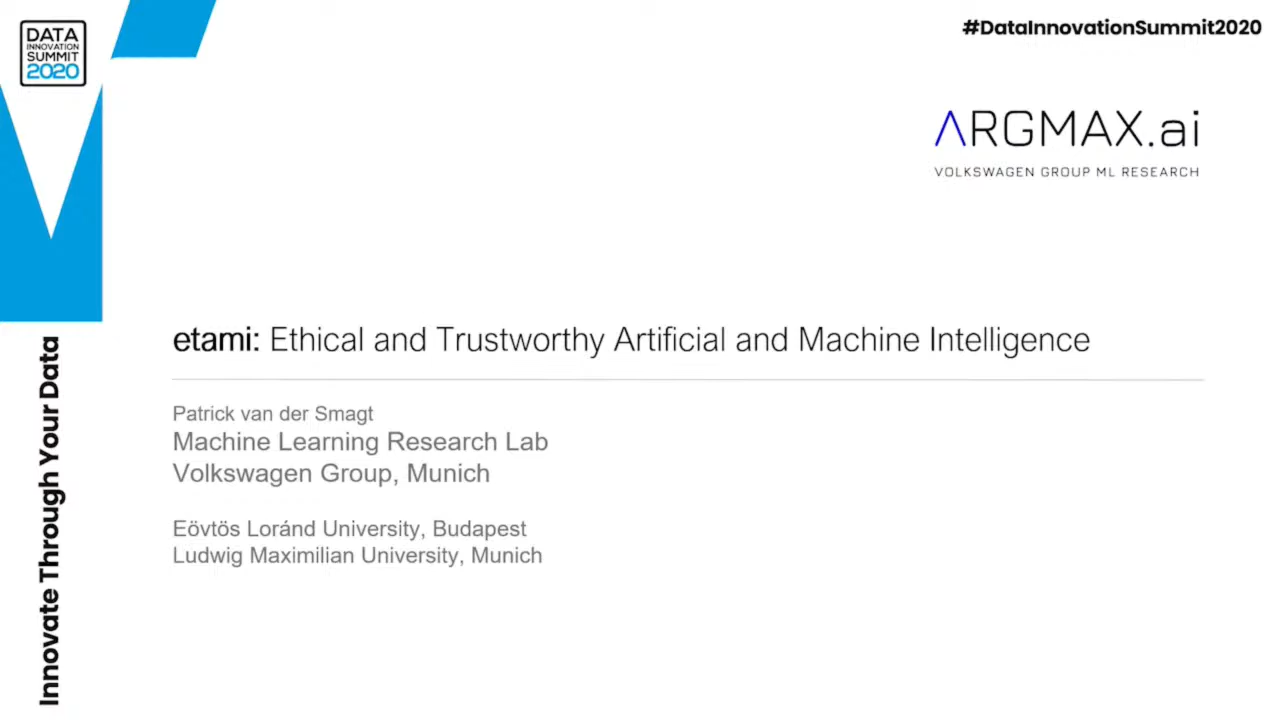 DATA
INNOVATION
SUMMIT
2020
#DataInnovationSummit2020
ARGMAX.ai
VOLKSWAGEN GROUP ML RESEARCH
etami: Ethical and Trustworthy Artificial and Machine Intelligence
Patrick van der Smagt
Machine Learning Research Lab
Volkswagen Group, Munich
Eövtös Loránd University, Budapest
Ludwig Maximilian University, Munich
Innovate Through Your Data